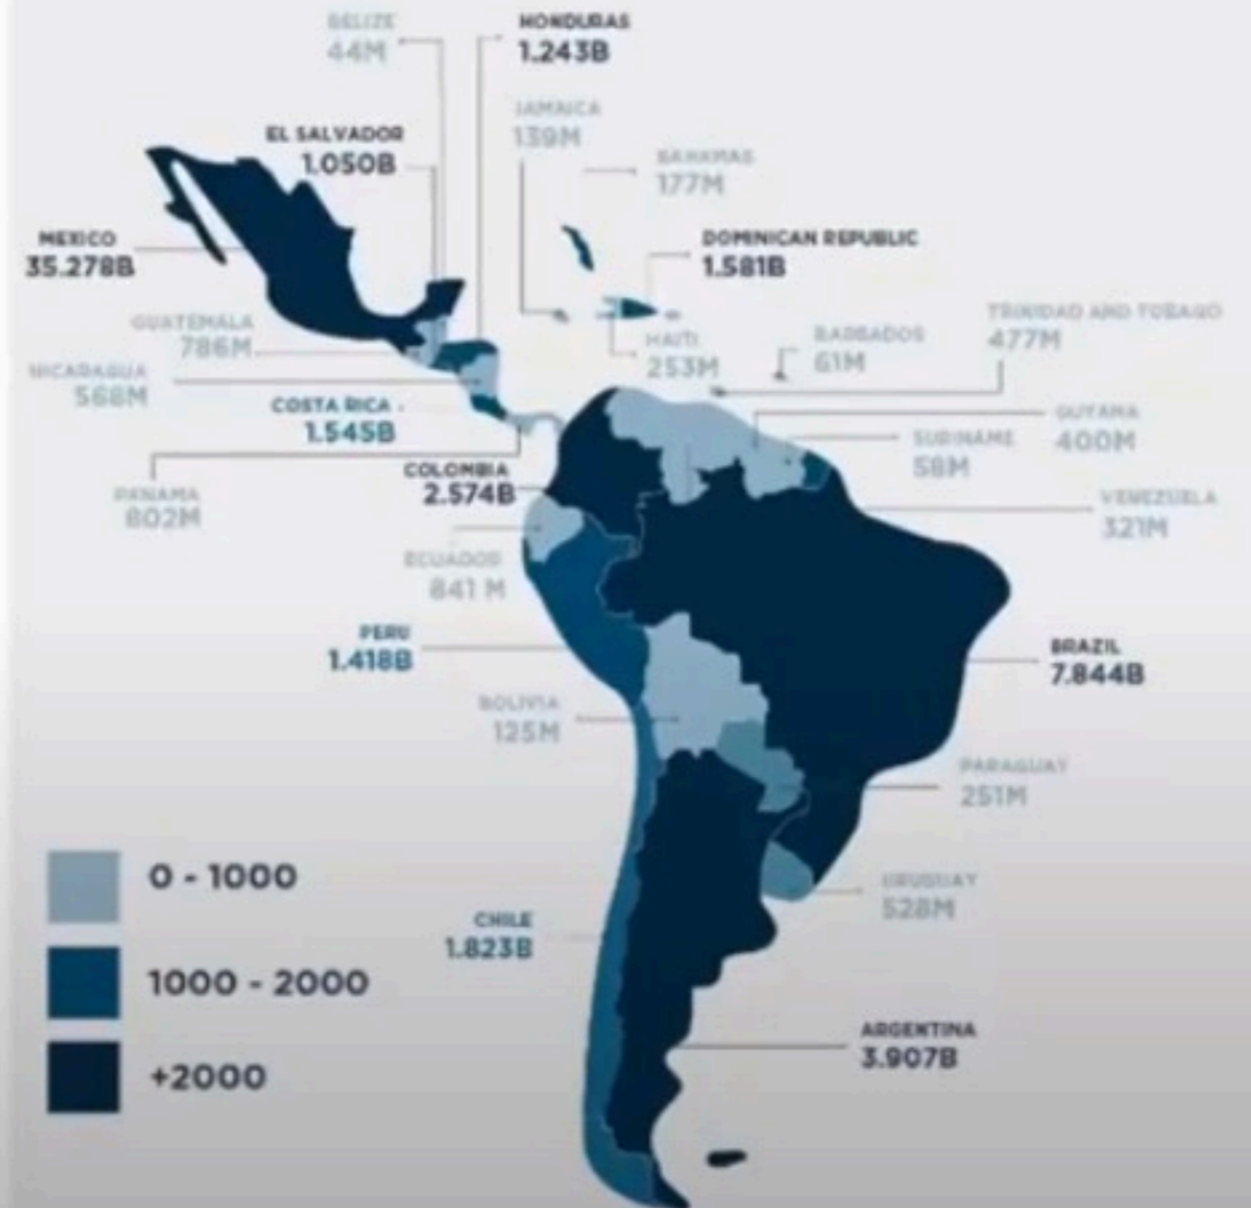 BELIZE
44M
HONDURAS
1.243B
JAMAICA
139M
EL SALVADOR
1.050B
BAHAMAS
177M
MEXICO
35.278B
DOMINICAN REPUBLIC
1.581B
GUATEMALA
786M
HAITI
253M
BARBADOS
61M
TRINIDAD AND TOBAGO
477M
NICARAGUA
568M
COSTA RICA
1.545B
GUYANA
400M
SURINAME
58M
COLOMBIA
2.574B
PANAMA
802M
VENEZUELA
321M
ECUADOR
841 M
PERU
1.418B
BRAZIL
7.844B
BOLIVIA
125M
PARAGUAY
251M
URUGUAY
528M
CHILE
1.823B
ARGENTINA
3.907B
0 - 1000
1000 - 2000
+2000